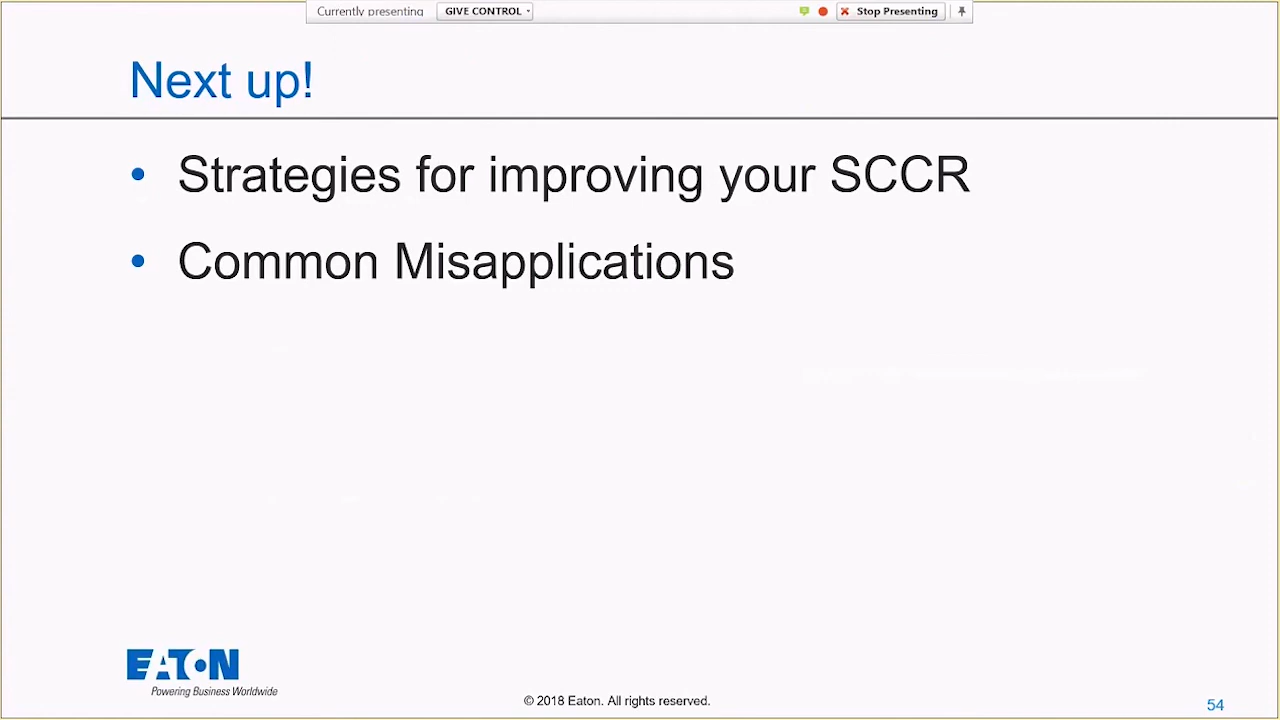 Currently presenting GIVE CONTROL Stop Presenting
Next up!
• Strategies for improving your SCCR
• Common Misapplications
EATON
Powering Business Worldwide
© 2018 Eaton. All rights reserved.
54